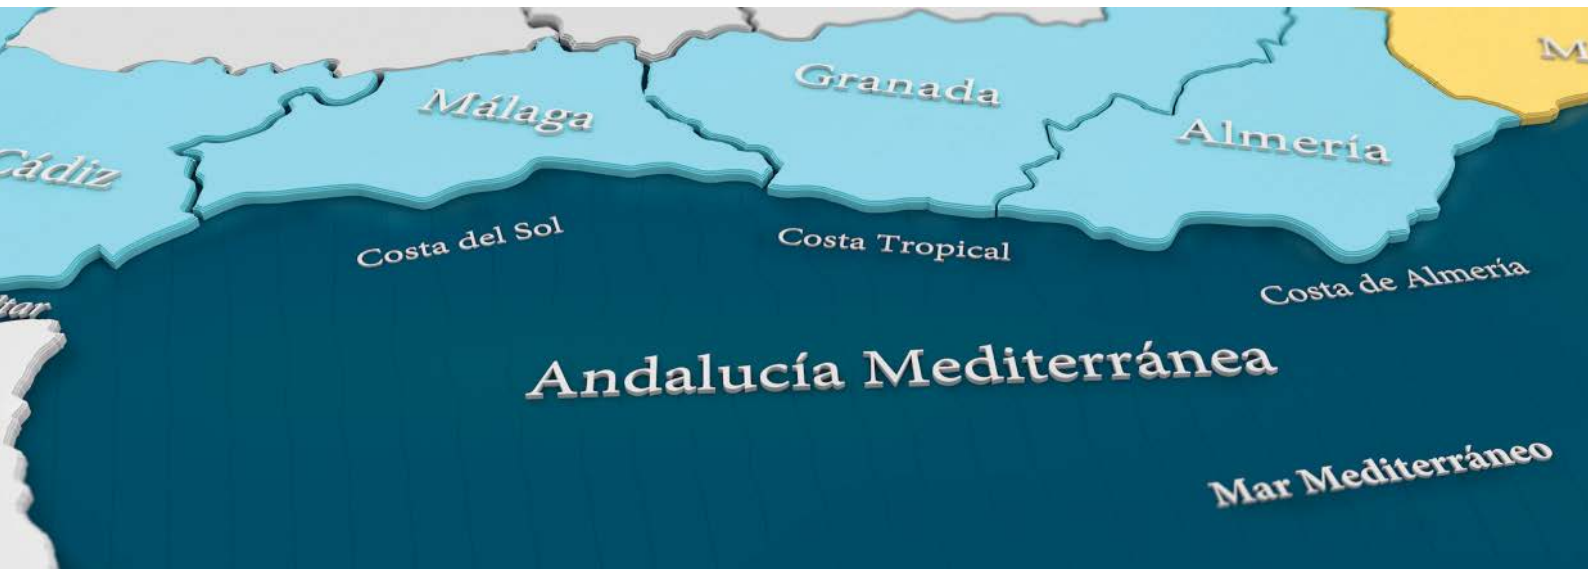 Granada
Málaga
Almería
Cádiz
Costa del Sol
Costa Tropical
Costa de Almería
Andalucía Mediterránea
Mar Mediterráneo